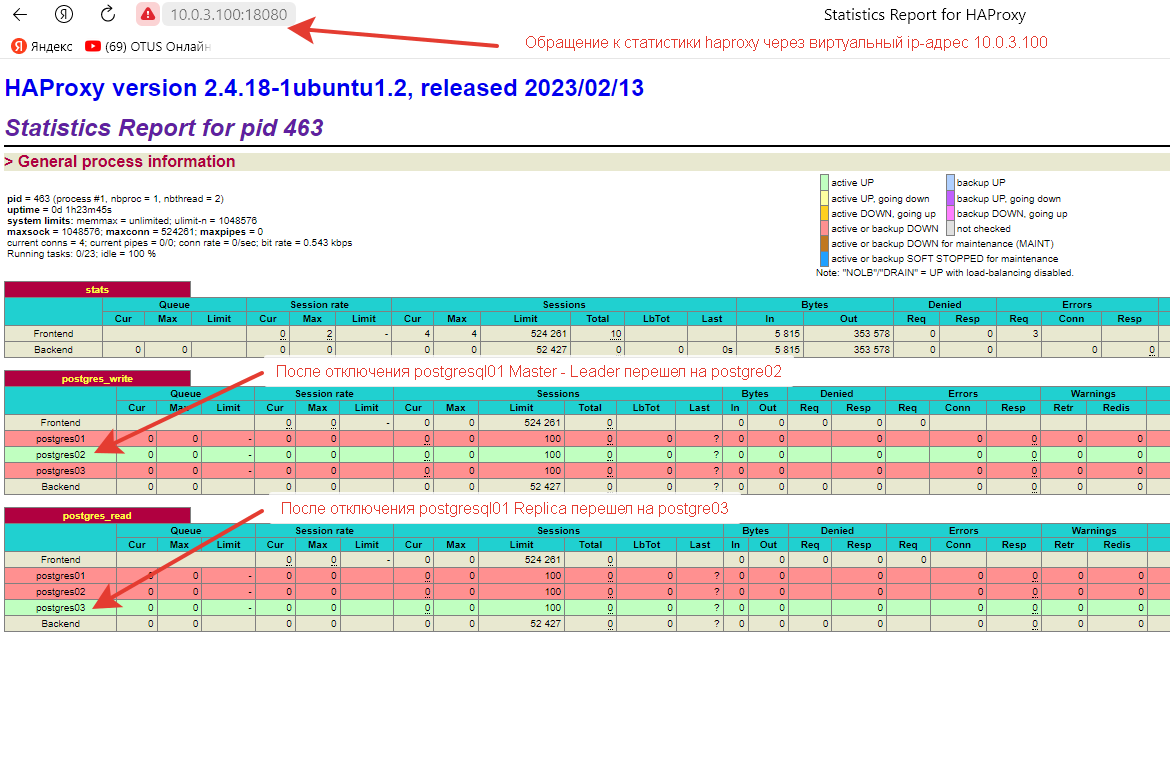 10.0.3.100:18080
Statistics Report for HAProxy
Яндекс (69) OTUS Онлайн
Обращение к статистики haproxy через виртуальный ip-адрес 10.0.3.100
HAProxy version 2.4.18-1ubuntu1.2, released 2023/02/13
Statistics Report for pid 463
> General process information
pid = 463 (process #1, nbproc = 1, nbthread = 2)
uptime = 0d 1h23m45s
system limits: memmax = unlimited; ulimit-n = 1048576
maxsock = 1048576; maxconn = 524261; maxpipes = 0
current conns = 4; current pipes = 0/0; conn rate = 0/sec; bit rate = 0.543 kbps
Running tasks: 0/23; idle = 100 %
active UP backup UP
active UP, going down backup UP, going down
active DOWN, going up backup DOWN, going up
active or backup DOWN not checked
active or backup DOWN for maintenance (MAINT)
active or backup SOFT STOPPED for maintenance
Note: "NOLB"/"DRAIN" = UP with load-balancing disabled.
stats
Queue Session rate Sessions Bytes Denied Errors
Cur Max Limit Cur Max Limit Cur Max Limit Total LbTot Last In Out Req Resp Req Conn Resp
Frontend 0 2 - 4 4 524 261 10 5 815 353 578 0 0 3
Backend 0 0 0 0 0 0 52 427 0 0 0s 5 815 353 578 0 0 0 0
После отключения postgresql01 Master - Leader перешел на postgre02
postgres_write
Queue Session rate Sessions Bytes Denied Errors Warnings
Cur Max Limit Cur Max Limit Cur Max Limit Total LbTot Last In Out Req Resp Req Conn Resp Retr Redis
Frontend 0 0 - 0 0 524 261 0 0 0 0 0 0
postgres01 0 0 - 0 0 0 0 100 0 0 ? 0 0 0 0 0 0 0
postgres02 0 0 - 0 0 0 0 100 0 0 ? 0 0 0 0 0 0 0
postgres03 0 0 - 0 0 0 0 100 0 0 ? 0 0 0 0 0 0 0
Backend 0 0 0 0 0 0 52 427 0 0 ? 0 0 0 0 0 0 0 0
После отключения postgresql01 Replica перешел на postgre03
postgres_read
Queue Session rate Sessions Bytes Denied Errors Warnings
Cur Max Limit Cur Max Limit Cur Max Limit Total LbTot Last In Out Req Resp Req Conn Resp Retr Redis
Frontend 0 0 - 0 0 524 261 0 0 0 0 0 0
postgres01 0 0 - 0 0 0 0 100 0 0 ? 0 0 0 0 0 0 0
postgres02 0 0 - 0 0 0 0 100 0 0 ? 0 0 0 0 0 0 0
postgres03 0 0 - 0 0 0 0 100 0 0 ? 0 0 0 0 0 0 0
Backend 0 0 0 0 0 0 52 427 0 0 ? 0 0 0 0 0 0 0 0